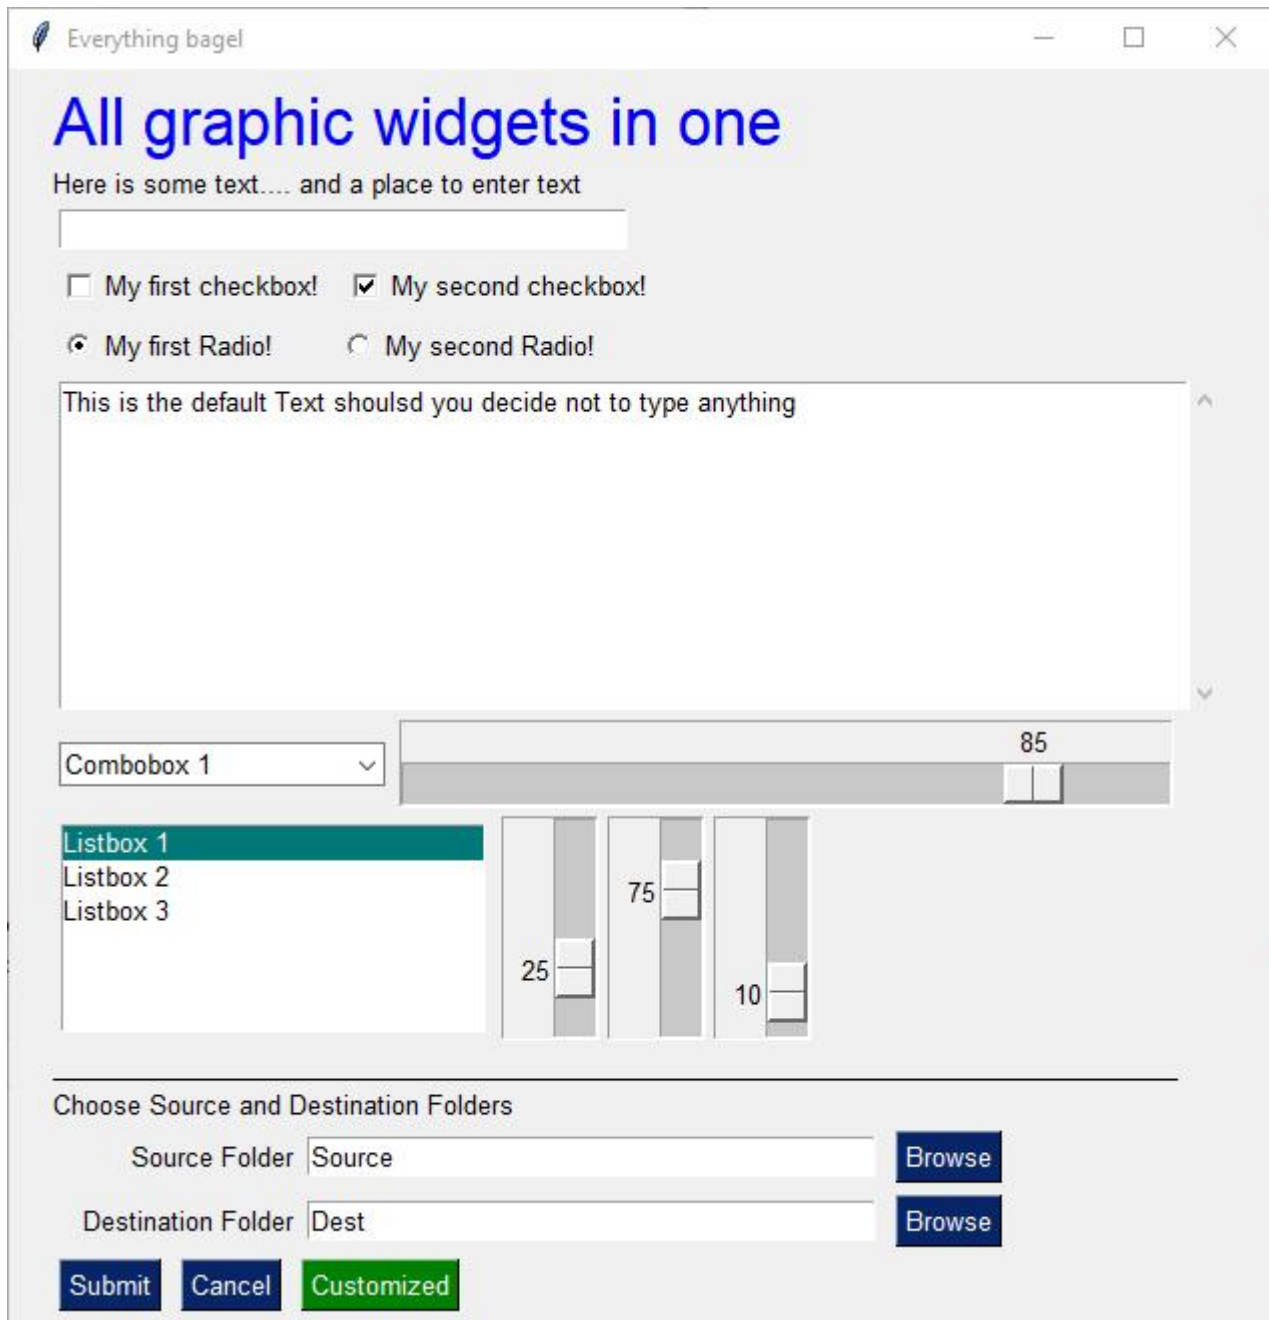 Everything bagel
All graphic widgets in one
Here is some text.... and a place to enter text
My first checkbox! My second checkbox!
My first Radio! My second Radio!
This is the default Text shoulsd you decide not to type anything
85
Combobox 1
Listbox 1
Listbox 2
Listbox 3
75
25
10
Choose Source and Destination Folders
Source Folder Source Browse
Destination Folder Dest Browse
Submit Cancel Customized